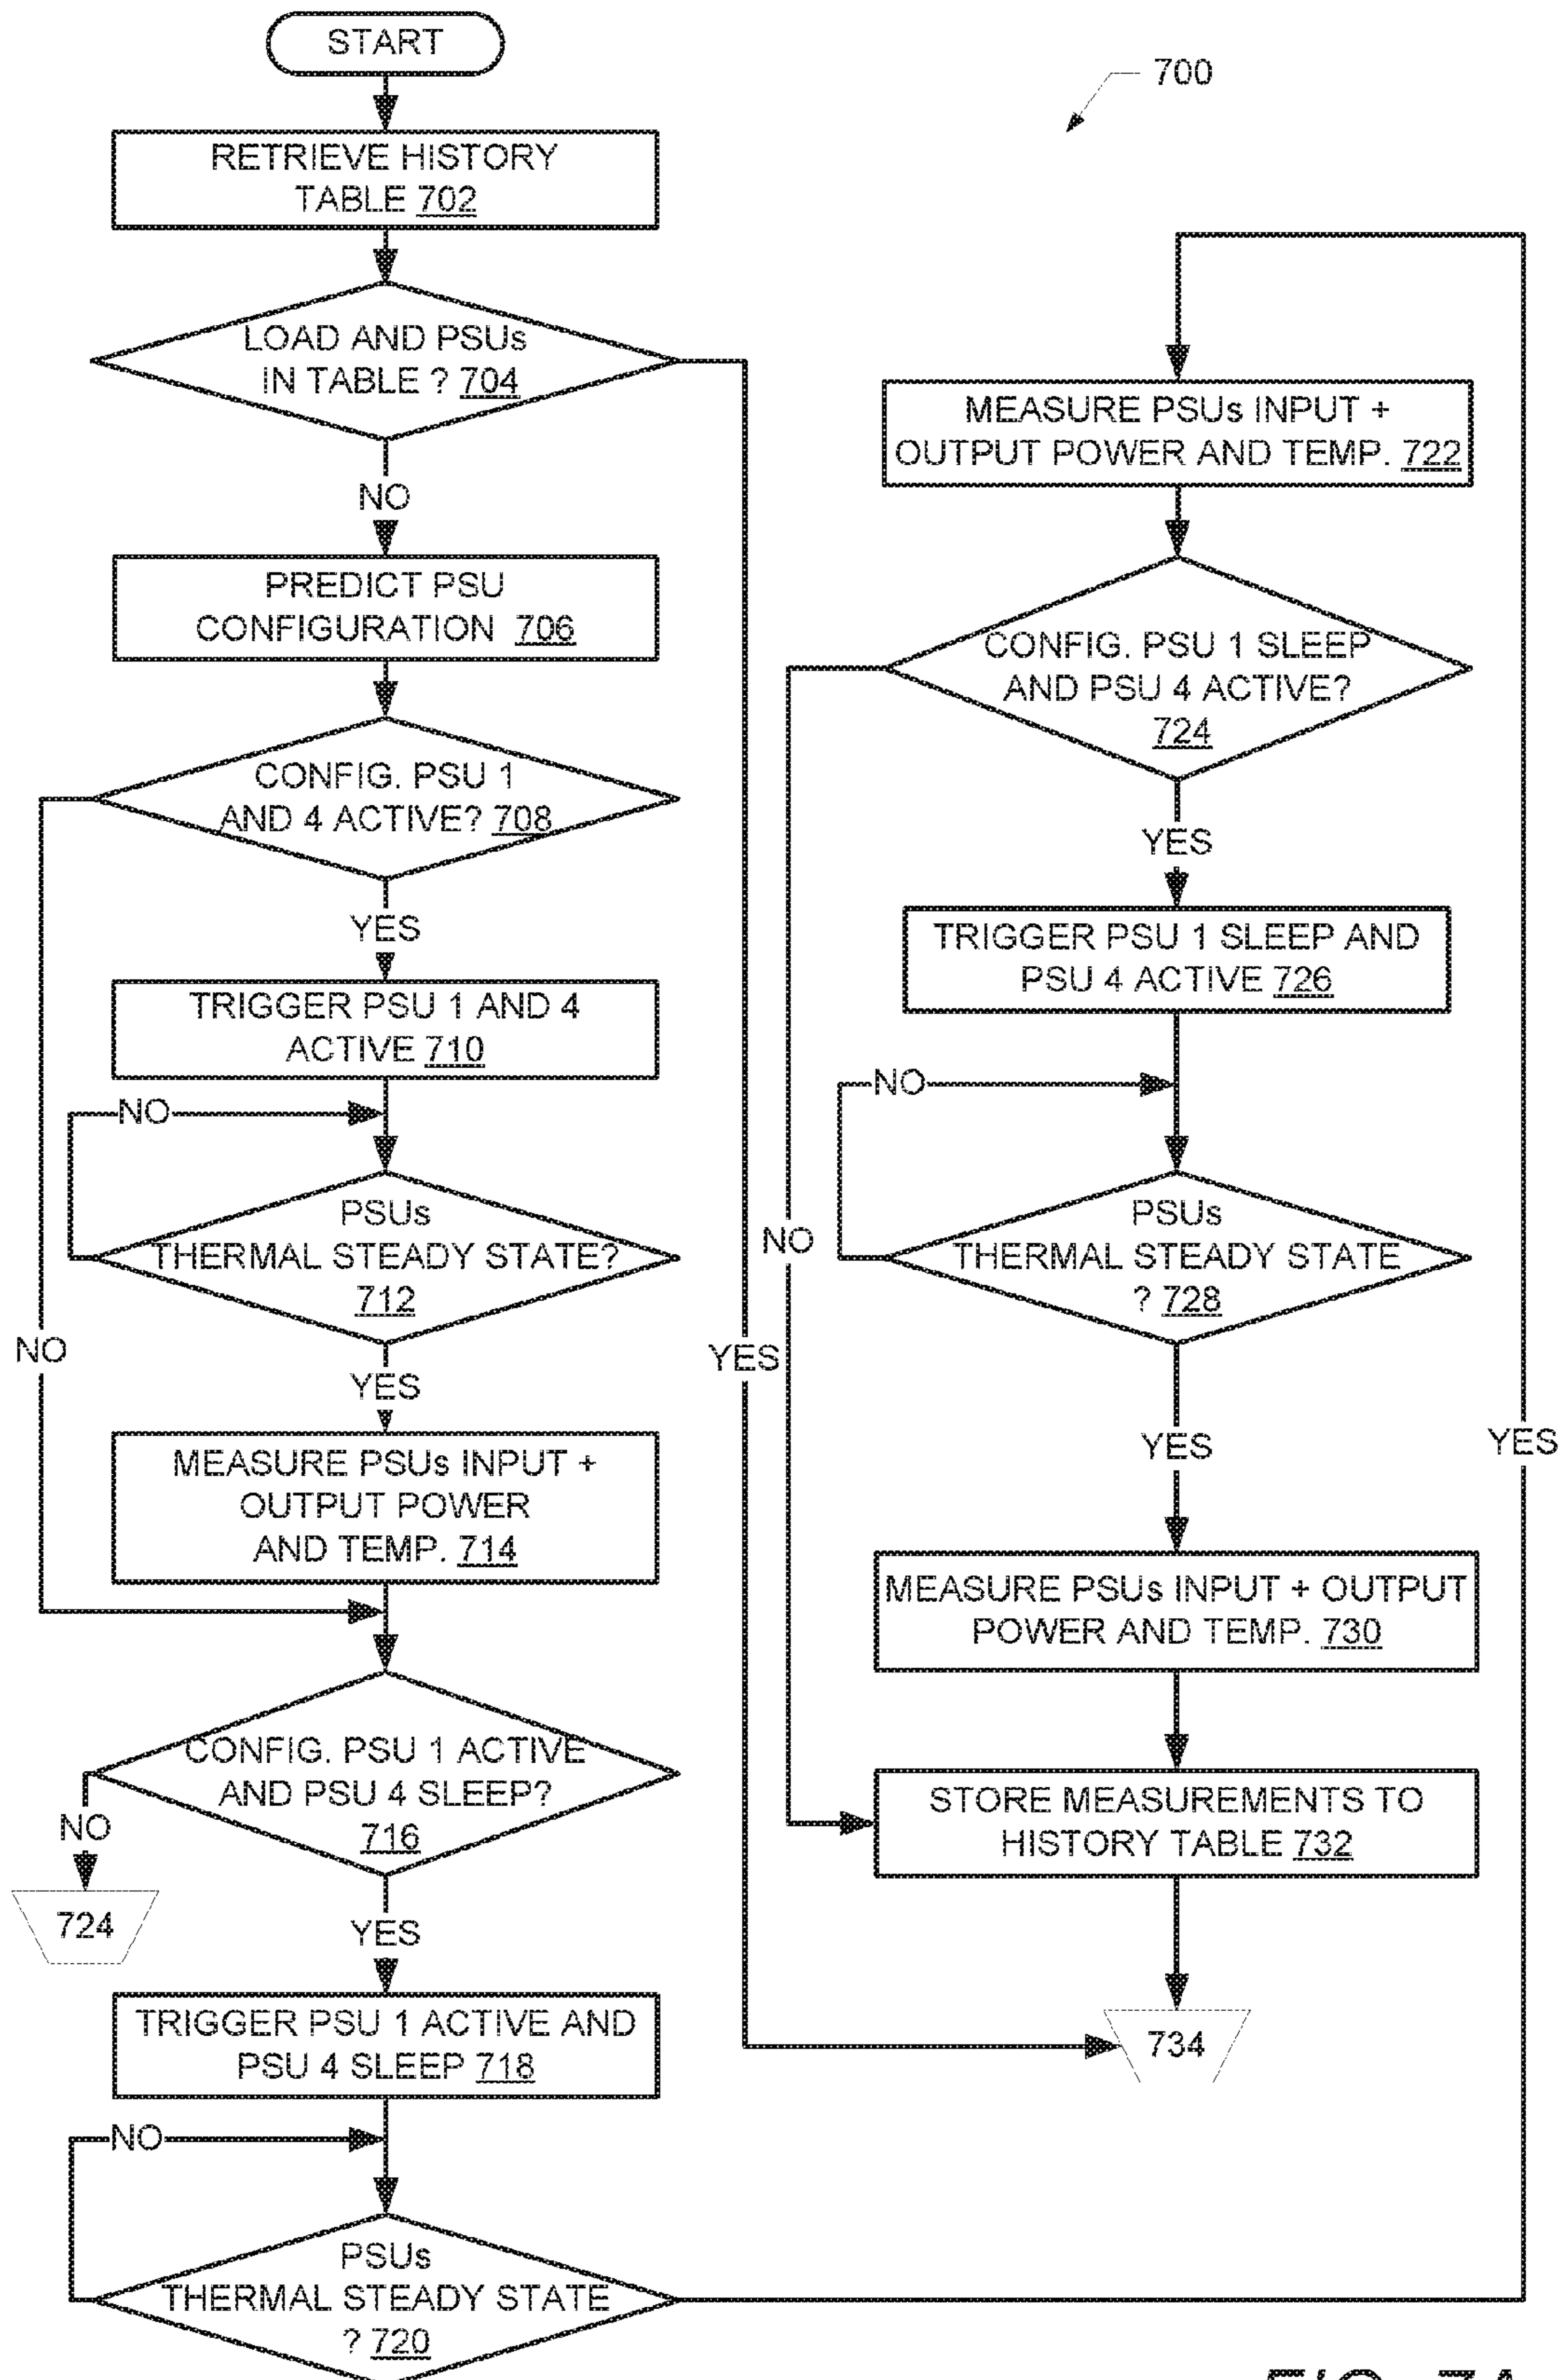 START
700
RETRIEVE HISTORY
TABLE 702
LOAD AND PSUs
IN TABLE ? 704
NO
PREDICT PSU
CONFIGURATION 706
CONFIG. PSU 1
AND 4 ACTIVE? 708
YES
TRIGGER PSU 1 AND 4
ACTIVE 710
NO
PSUs
THERMAL STEADY STATE?
712
NO
YES
MEASURE PSUs INPUT +
OUTPUT POWER
AND TEMP. 714
CONFIG. PSU 1 ACTIVE
AND PSU 4 SLEEP?
716
NO
724
YES
TRIGGER PSU 1 ACTIVE AND
PSU 4 SLEEP 718
NO
PSUs
THERMAL STEADY STATE
? 720
YES
MEASURE PSUs INPUT +
OUTPUT POWER AND TEMP. 722
CONFIG. PSU 1 SLEEP
AND PSU 4 ACTIVE?
724
YES
TRIGGER PSU 1 SLEEP AND
PSU 4 ACTIVE 726
NO
PSUs
THERMAL STEADY STATE
? 728
NO
YES
YES
MEASURE PSUs INPUT + OUTPUT
POWER AND TEMP. 730
STORE MEASUREMENTS TO
HISTORY TABLE 732
734